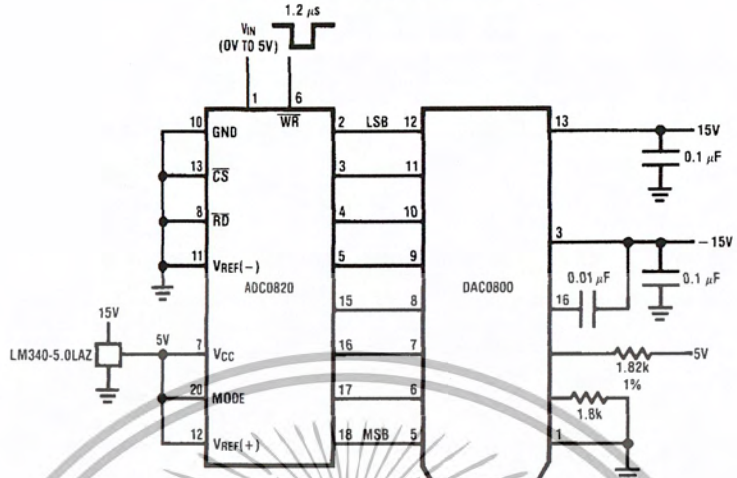 1.2 μs
VIN
(0V TO 5V)
1
6
WR
10 GND
2 LSB 12
13
15V
0.1 μF
13 CS
3
11
8 RD
4
10
3
-15V
11 VREF(-)
5
9
0.01 μF
0.1 μF
ADC0820
DAC0800
15
8
16
15V
LM340-5.0LAZ
5V
7 VCC
16
7
5V
1.82k
1%
20 MODE
17
6
1.8k
12 VREF(+)
18 MSB 5
1